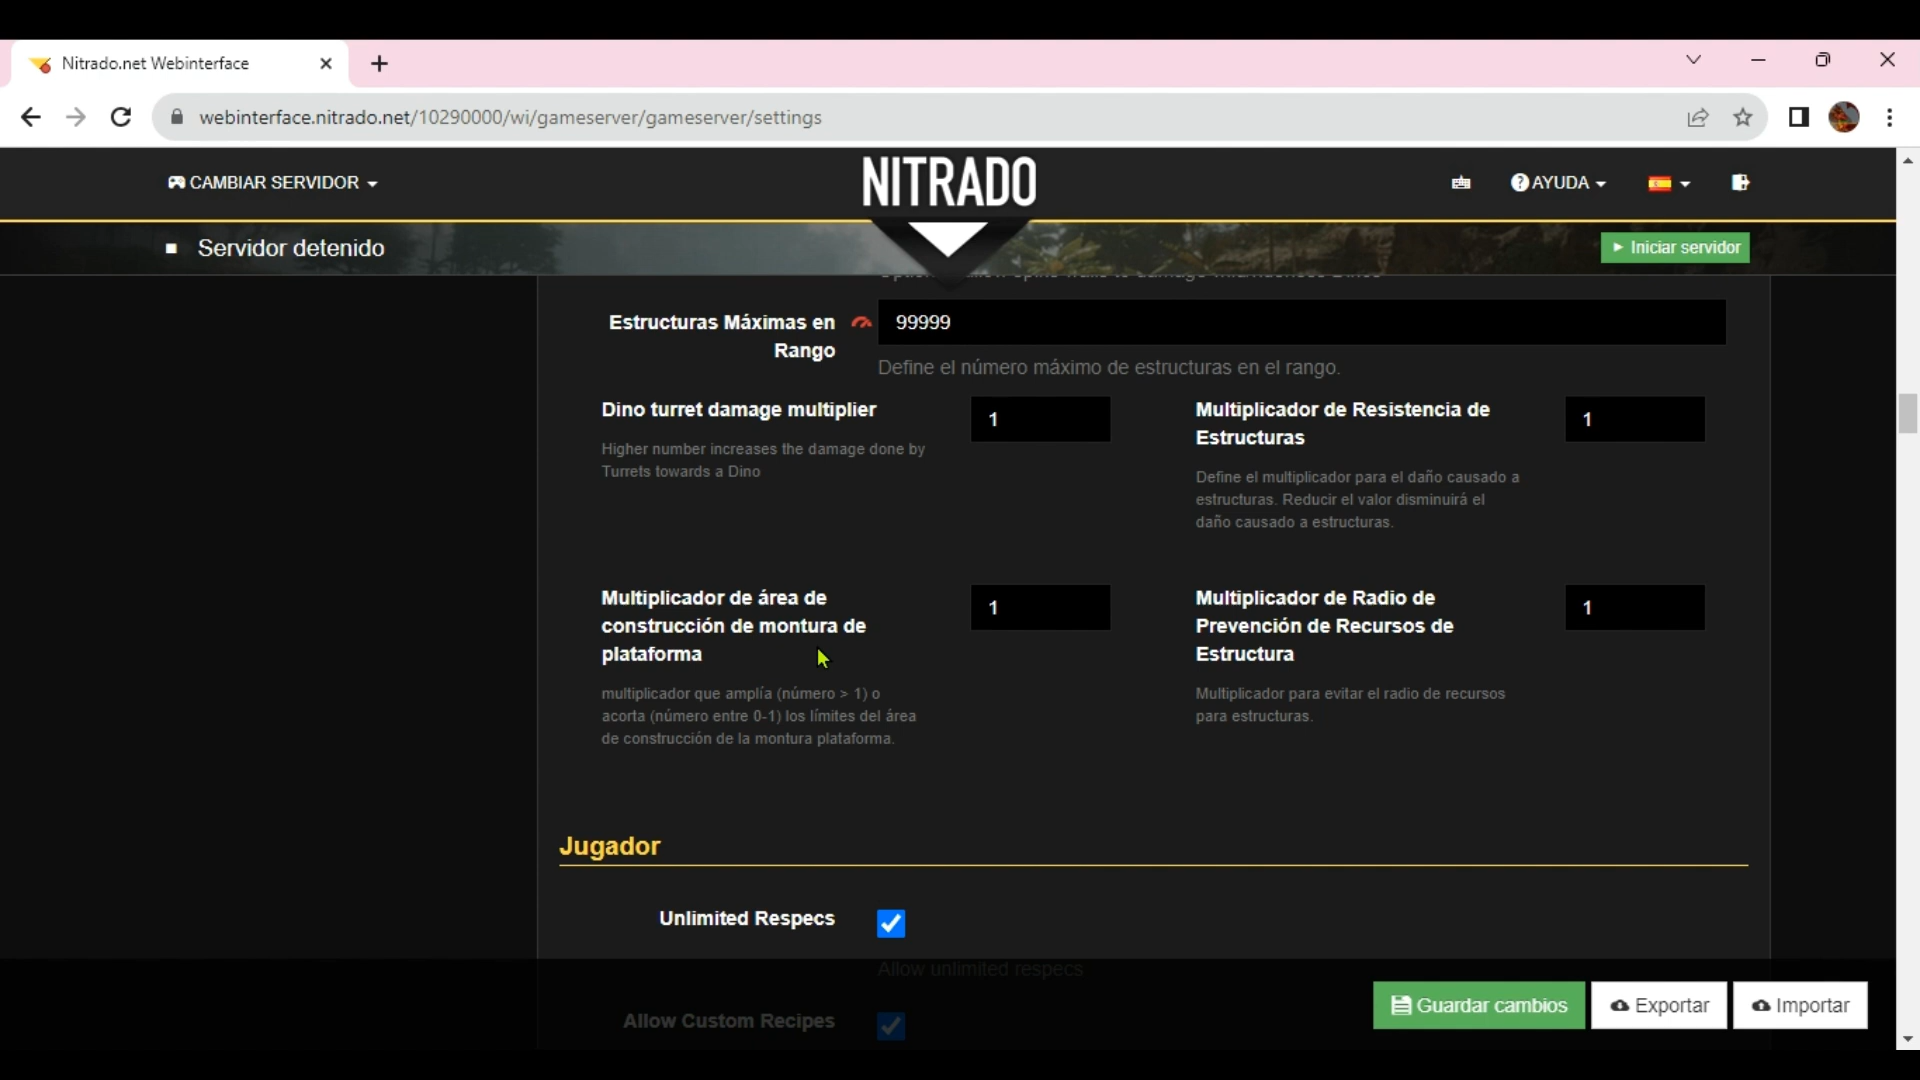 Nitrado.net Webinterface
webinterface.nitrado.net/10290000/wi/gameserver/gameserver/settings
CAMBIAR SERVIDOR
NITRADO
AYUDA
Servidor detenido
Iniciar servidor
Estructuras Máximas en
Rango
99999
Define el número máximo de estructuras en el rango.
Dino turret damage multiplier
1
Higher number increases the damage done by
Turrets towards a Dino
Multiplicador de Resistencia de
Estructuras
1
Define el multiplicador para el daño causado a
estructuras. Reducir el valor disminuirá el
daño causado a estructuras.
Multiplicador de área de
construcción de montura de
plataforma
1
multiplicador que amplía (número > 1) o
acorta (número entre 0-1) los límites del área
de construcción de la montura plataforma.
Multiplicador de Radio de
Prevención de Recursos de
Estructura
1
Multiplicador para evitar el radio de recursos
para estructuras.
Jugador
Unlimited Respecs
Allow unlimited respecs
Allow Custom Recipes
Guardar cambios
Exportar
Importar